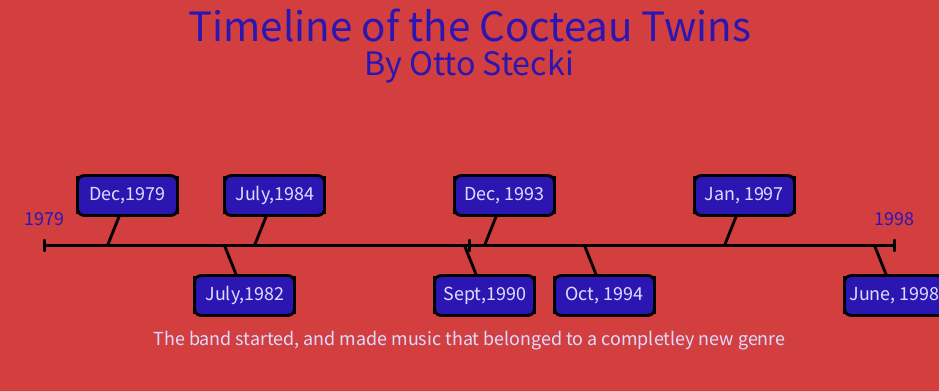 Timeline of the Cocteau Twins
By Otto Stecki
Dec,1979
July,1984
Dec, 1993
Jan, 1997
1979
1998
July,1982
Sept,1990
Oct, 1994
June, 1998
The band started, and made music that belonged to a completley new genre